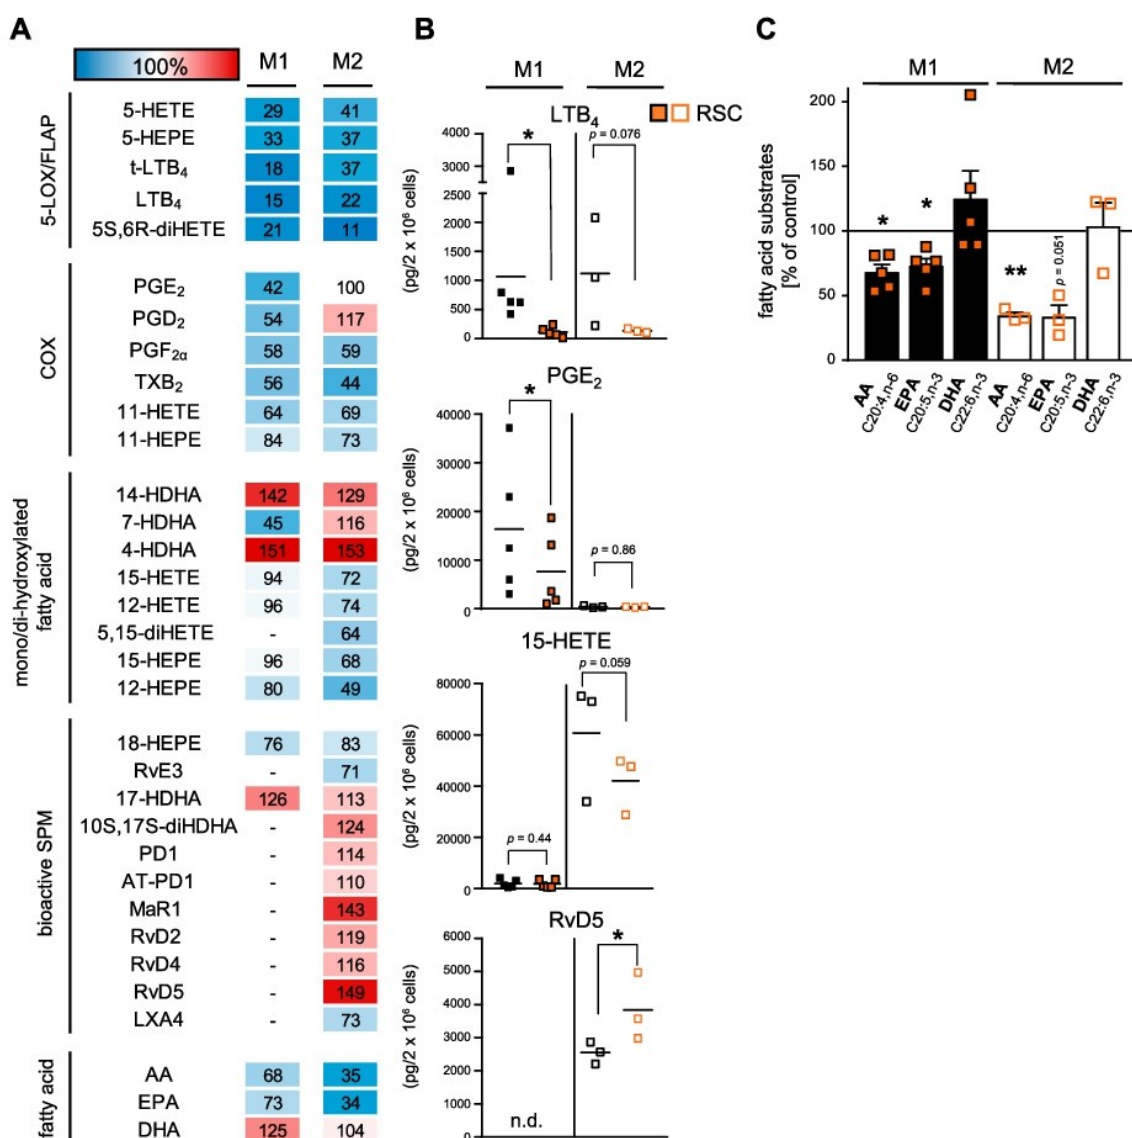 A
100%
M1 M2
5-LOX/FLAP
5-HETE 29 41
5-HEPE 33 37
t-LTB4 18 37
LTB4 15 22
5S,6R-diHETE 21 11
COX
PGE2 42 100
PGD2 54 117
PGF2α 58 59
TXB2 56 44
11-HETE 64 69
11-HEPE 84 73
mono/di-hydroxylated
fatty acid
14-HDHA 142 129
7-HDHA 45 116
4-HDHA 151 153
15-HETE 94 72
12-HETE 96 74
5,15-diHETE - 64
15-HEPE 96 68
12-HEPE 80 49
bioactive SPM
18-HEPE 76 83
RvE3 - 71
17-HDHA 126 113
10S,17S-diHDHA - 124
PD1 - 114
AT-PD1 - 110
MaR1 - 143
RvD2 - 119
RvD4 - 116
RvD5 - 149
LXA4 - 73
fatty acid
AA 68 35
EPA 73 34
DHA 125 104
B
M1 M2
RSC
LTB4
(pg/2 x 10⁶ cells)
4000
3000
2500
2000
1500
1000
500
0
*
p = 0.076
PGE2
(pg/2 x 10⁶ cells)
40000
30000
20000
10000
0
*
p = 0.86
15-HETE
(pg/2 x 10⁶ cells)
80000
60000
40000
20000
0
p = 0.44
p = 0.059
RvD5
(pg/2 x 10⁶ cells)
6000
5000
4000
3000
2000
1000
0
n.d.
*
C
M1 M2
fatty acid substrates
[% of control]
200
150
100
50
0
* * ** p = 0.051
AA
C20:4,n-6
EPA
C20:5,n-3
DHA
C22:6,n-3
AA
C20:4,n-6
EPA
C20:5,n-3
DHA
C22:6,n-3